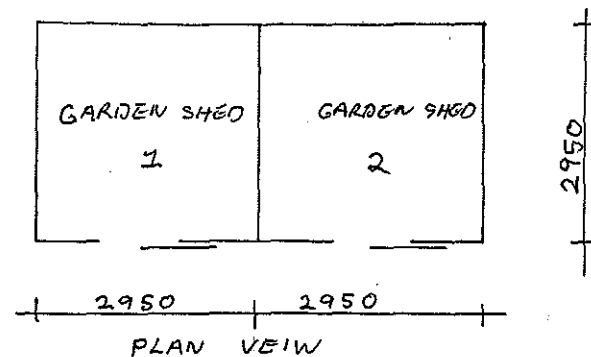 GARDEN SHED GARDEN SHED
1 2
2950
2950 2950
PLAN VEIW